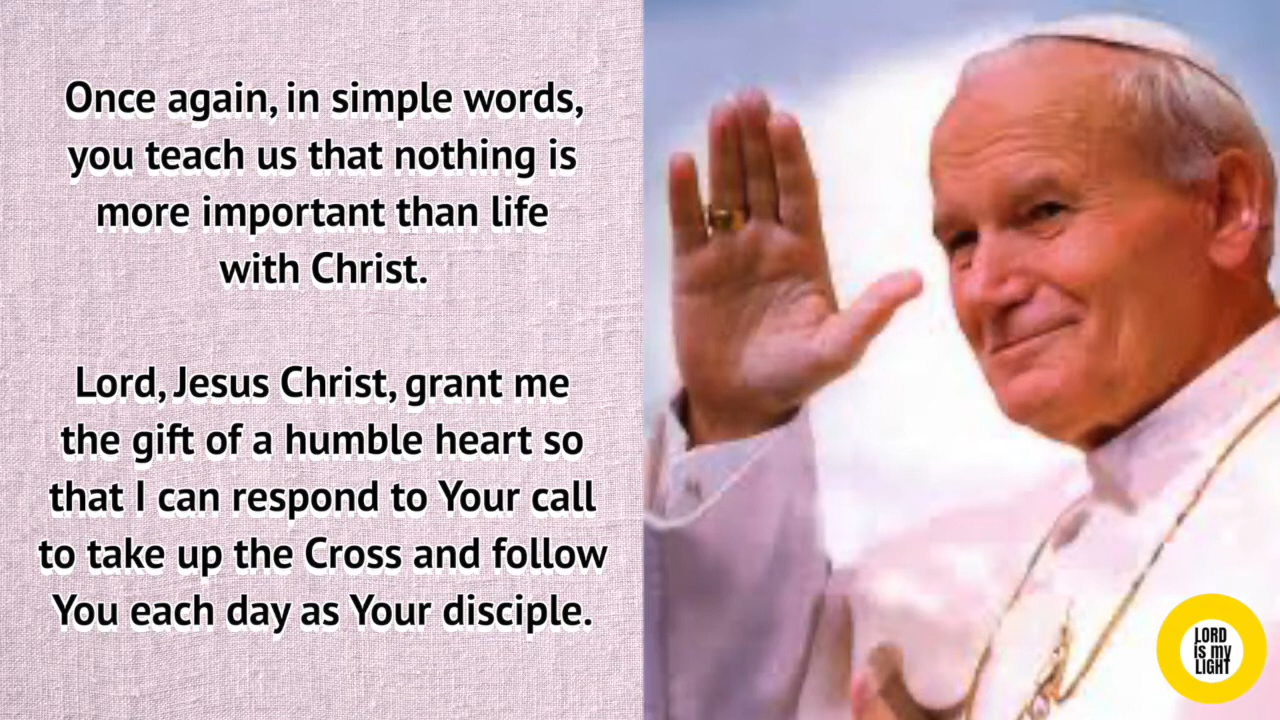 Once again, in simple words,
you teach us that nothing is
more important than life
with Christ.
Lord, Jesus Christ, grant me
the gift of a humble heart so
that I can respond to Your call
to take up the Cross and follow
You each day as Your disciple.
LORD
is my
LIGHT